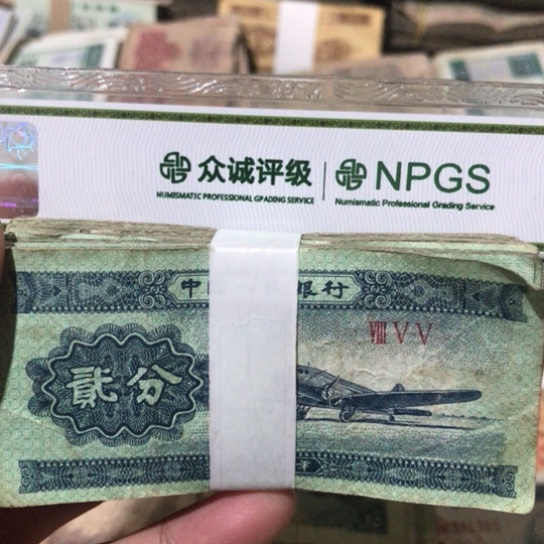 众诚评级
NUMISMATIC PROFESSIONAL GRADING SERVICE
NPGS
Numismatic Professional Grading Service
中 银行
VIII V V
贰分